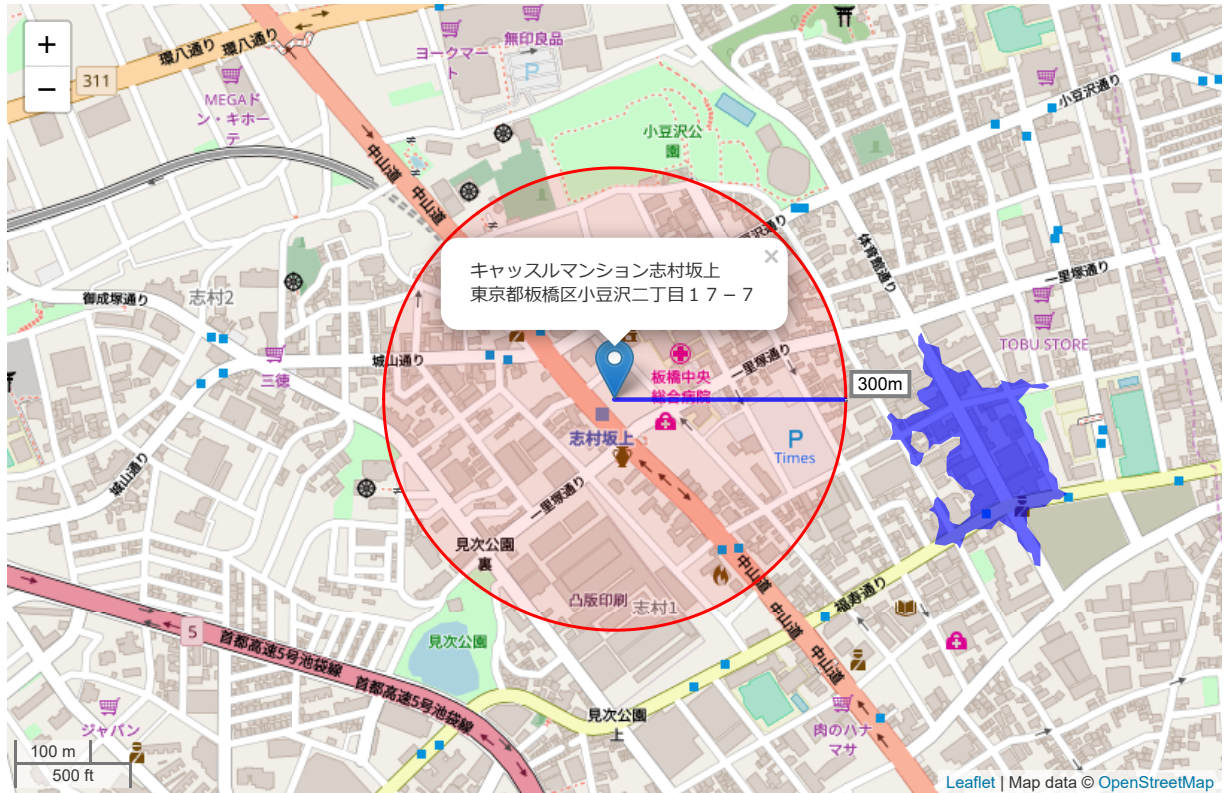 +
−
311
環八通り
環八通り
ヨークマー
ト
無印良品
P
MEGAド
ン・キホー
テ
中山道
中山道
小豆沢公
園
小豆沢通り
体育館通り
一里塚通り
TOBU STORE
キャッスルマンション志村坂上
東京都板橋区小豆沢二丁目１７－７
×
御成塚通り
志村2
三徳
城山通り
城山通り
板橋中央
総合病院
一里塚通り
300m
志村坂上
P
Times
一里塚通り
見次公園
裏
凸版印刷
志村1
中山道
中山道
中山道
福寿通り
5
首都高速5号池袋線
首都高速5号池袋線
見次公園
見次公園
上
ジャパン
肉のハナ
マサ
100 m
500 ft
Leaflet | Map data © OpenStreetMap